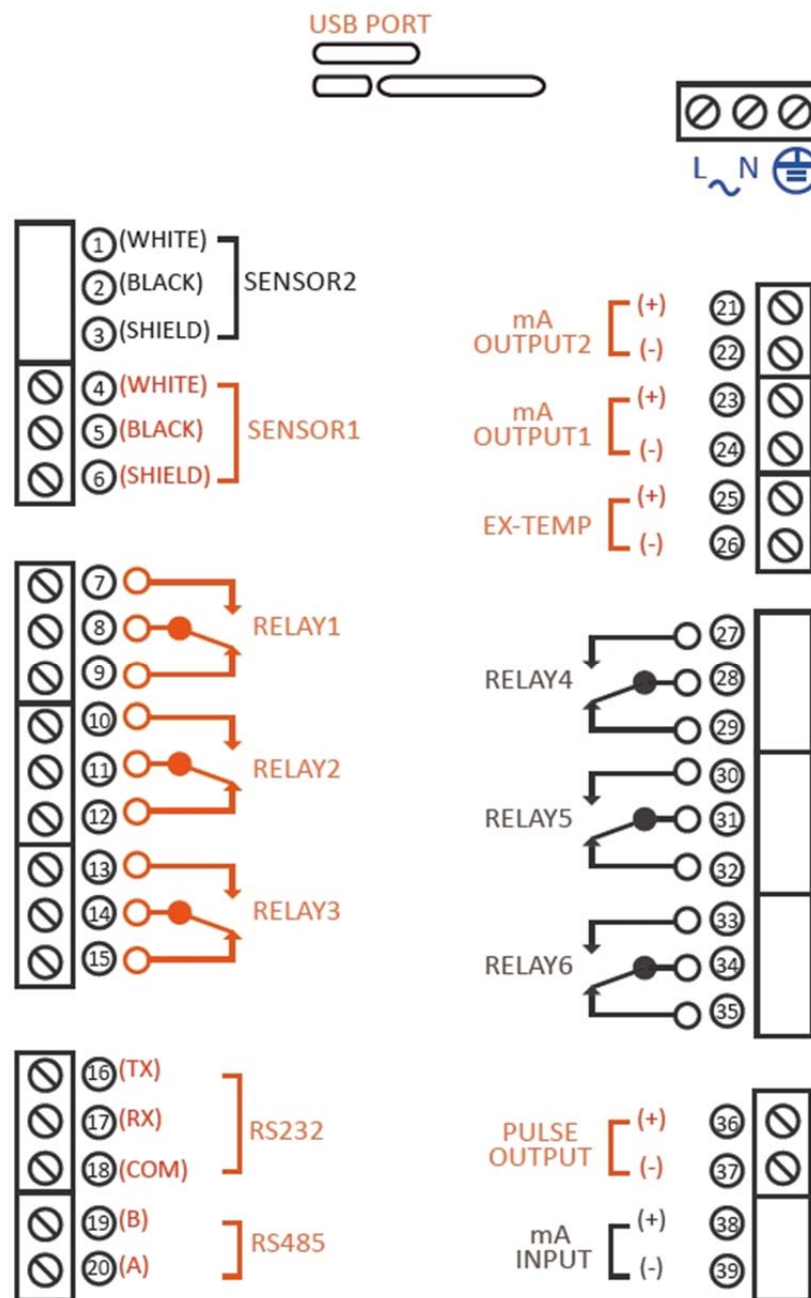 USB PORT
L N
1 (WHITE)
2 (BLACK) SENSOR2
3 (SHIELD)
4 (WHITE)
5 (BLACK) SENSOR1
6 (SHIELD)
7
8 RELAY1
9
10
11 RELAY2
12
13
14 RELAY3
15
16 (TX)
17 (RX) RS232
18 (COM)
19 (B)
RS485
20 (A)
mA
OUTPUT2
(+) 21
(-) 22
mA
OUTPUT1
(+) 23
(-) 24
EX-TEMP
(+) 25
(-) 26
27
RELAY4 28
29
30
RELAY5 31
32
33
RELAY6 34
35
PULSE
OUTPUT
(+) 36
(-) 37
mA
INPUT
(+) 38
(-) 39